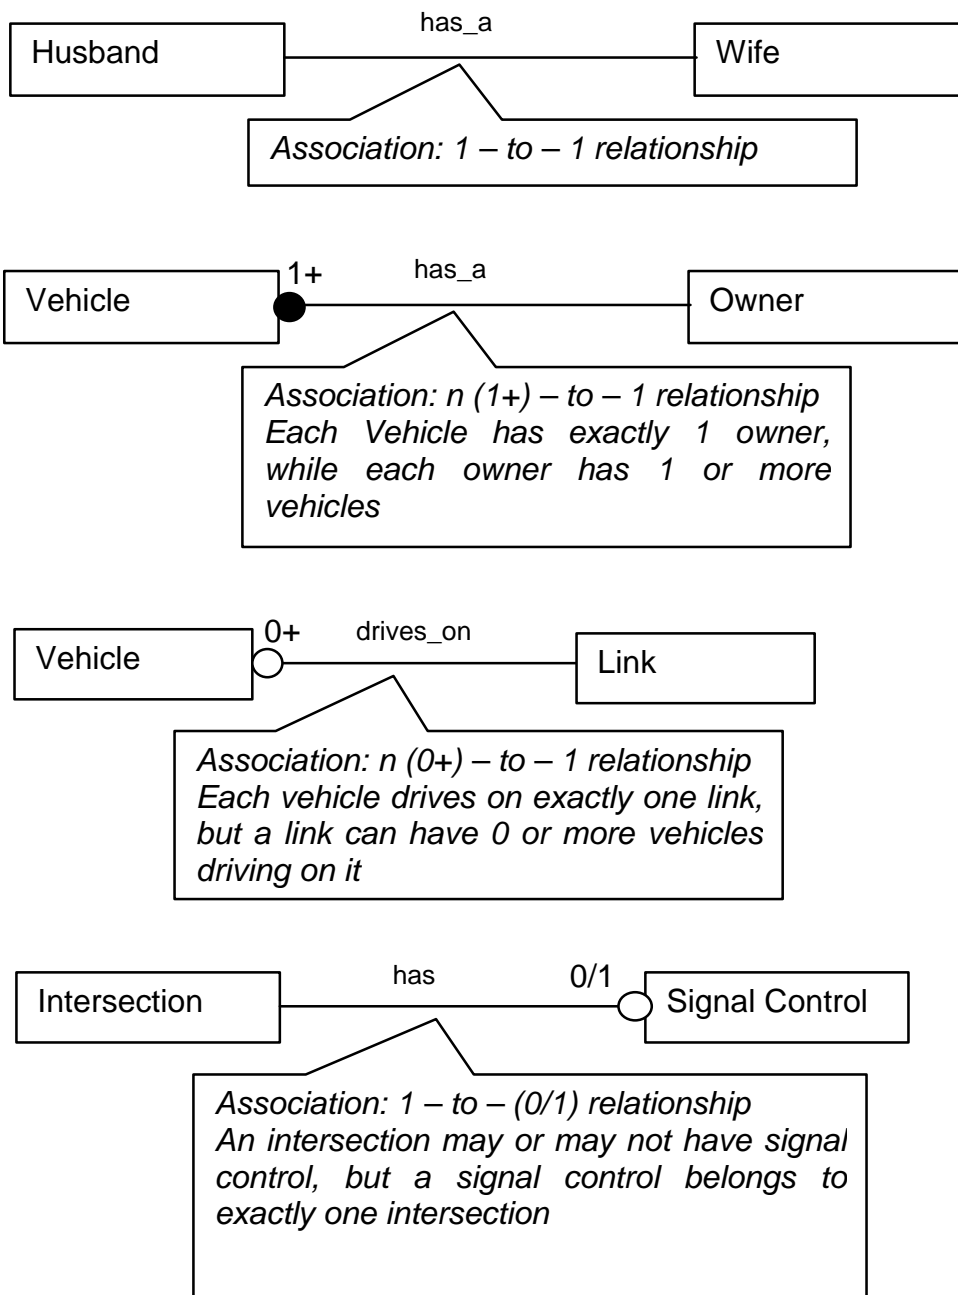 has_a
Husband
Wife
Association: 1 – to – 1 relationship
1+
has_a
Vehicle
Owner
Association: n (1+) – to – 1 relationship
Each Vehicle has exactly 1 owner,
while each owner has 1 or more
vehicles
0+
drives_on
Vehicle
Link
Association: n (0+) – to – 1 relationship
Each vehicle drives on exactly one link,
but a link can have 0 or more vehicles
driving on it
has
0/1
Intersection
Signal Control
Association: 1 – to – (0/1) relationship
An intersection may or may not have signal
control, but a signal control belongs to
exactly one intersection